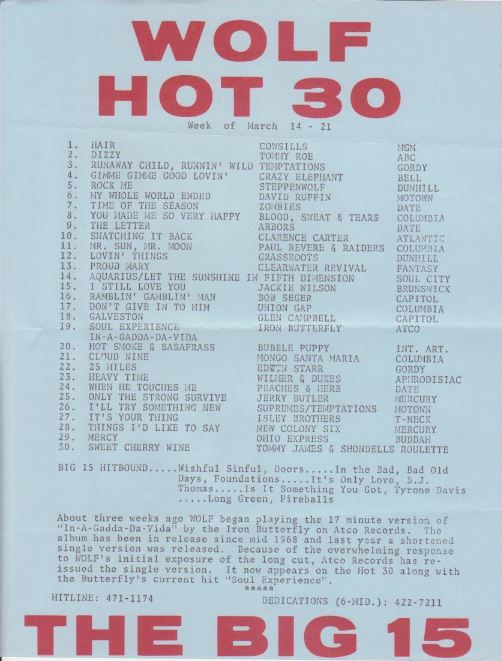 WOLF
HOT 30
Week of March 14 - 21
1. HAIR COWSILLS MGM
2. DIZZY TOMMY ROE ABC
3. RUNAWAY CHILD, RUNNIN' WILD TEMPTATIONS GORDY
4. GIMME GIMME GOOD LOVIN' CRAZY ELEPHANT BELL
5. ROCK ME STEPPENWOLF DUNHILL
6. MY WHOLE WORLD ENDED DAVID RUFFIN MOTOWN
7. TIME OF THE SEASON ZOMBIES DATE
8. YOU MADE ME SO VERY HAPPY BLOOD, SWEAT & TEARS COLUMBIA
9. THE LETTER ARBORS DATE
10. SNATCHING IT BACK CLARENCE CARTER ATLANTIC
11. MR. SUN, MR. MOON PAUL REVERE & RAIDERS COLUMBIA
12. LOVIN' THINGS GRASSROOTS DUNHILL
13. PROUD MARY CLEARWATER REVIVAL FANTASY
14. AQUARIUS/LET THE SUNSHINE IN FIFTH DIMENSION SOUL CITY
15. I STILL LOVE YOU JACKIE WILSON BRUNSWICK
16. RAMBLIN' GAMBLIN' MAN BOB SEGER CAPITOL
17. DON'T GIVE IN TO HIM UNION GAP COLUMBIA
18. GALVESTON GLEN CAMPBELL CAPITOL
19. SOUL EXPERIENCE IRON BUTTERFLY ATCO
IN-A-GADDA-DA-VIDA
20. HOT SMOKE & SASAFRASS BUBBLE PUPPY INT. ART.
21. CLOUD NINE MONGO SANTA MARIA COLUMBIA
22. 25 MILES EDWIN STARR GORDY
23. HEAVY TIME WILMER & DUKES APHRODISIAC
24. WHEN HE TOUCHES ME PEACHES & HERB DATE
25. ONLY THE STRONG SURVIVE JERRY BUTLER MERCURY
26. I'LL TRY SOMETHING NEW SUPREMES/TEMPTATIONS MOTOWN
27. IT'S YOUR THING ISLEY BROTHERS T-NECK
28. THINGS I'D LIKE TO SAY NEW COLONY SIX MERCURY
29. MERCY OHIO EXPRESS BUDDAH
30. SWEET CHERRY WINE TOMMY JAMES & SHONDELLS ROULETTE
BIG 15 HITBOUND.....Wishful Sinful, Doors.....In the Bad, Bad Old
Days, Foundations.....It's Only Love, B.J.
Thomas.....Is It Something You Got, Tyrone Davis
.....Long Green, Fireballs
About three weeks ago WOLF began playing the 17 minute version of
"In-A-Gadda-Da-Vida" by the Iron Butterfly on Atco Records. The
album has been in release since mid 1968 and last year a shortened
single version was released. Because of the overwhelming response
to WOLF's initial exposure of the long cut, Atco Records has re-
issued the single version. It now appears on the Hot 30 along with
the Butterfly's current hit "Soul Experience".
*****
HITLINE: 471-1174 DEDICATIONS (6-MID.): 422-7211
THE BIG 15